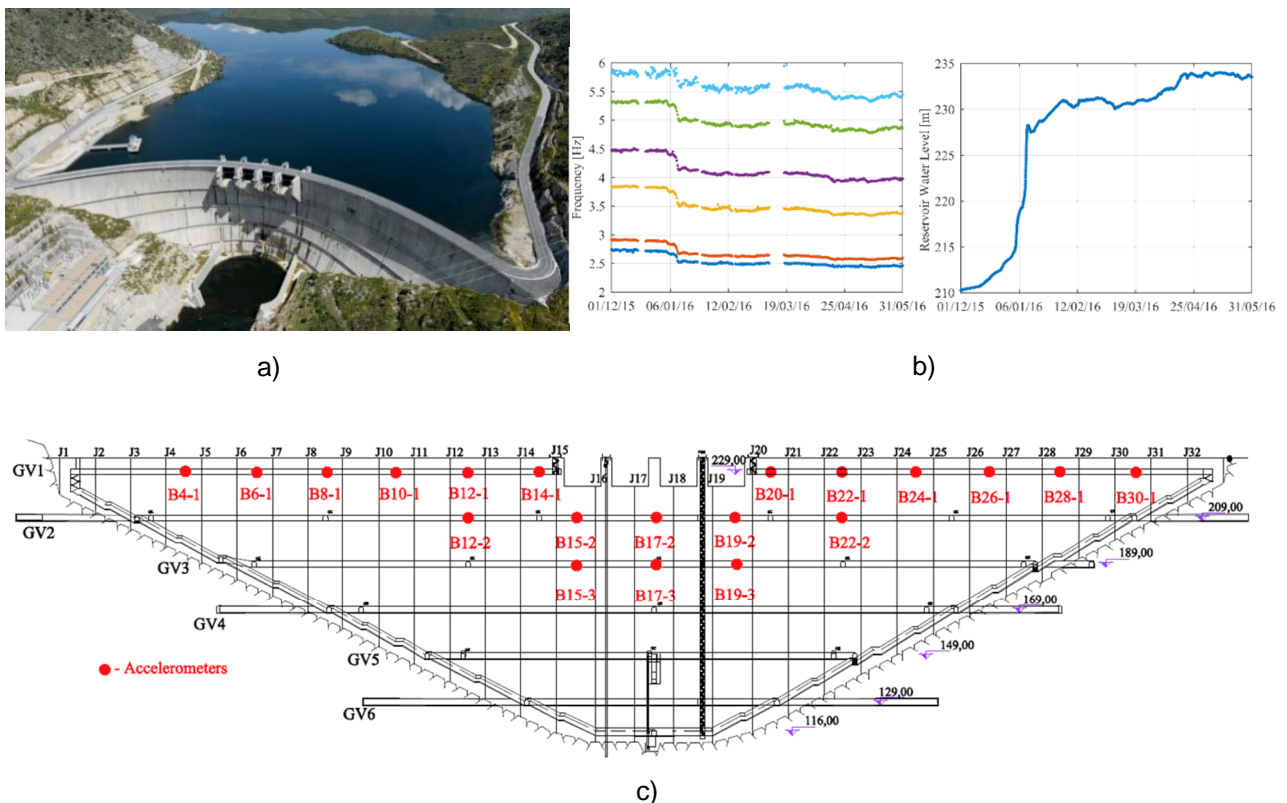 6
5.5
5
4.5
4
3.5
3
2.5
2
Frequency [Hz]
01/12/15 06/01/16 12/02/16 19/03/16 25/04/16 31/05/16
235
230
225
220
215
210
Reservoir Water Level [m]
01/12/15 06/01/16 12/02/16 19/03/16 25/04/16 31/05/16
a)
b)
J1 J2 J3 J4 J5 J6 J7 J8 J9 J10 J11 J12 J13 J14 J15 J16 J17 J18 J19 J20 J21 J22 J23 J24 J25 J26 J27 J28 J29 J30 J31 J32
GV1
229,00
B4-1 B6-1 B8-1 B10-1 B12-1 B14-1 B20-1 B22-1 B24-1 B26-1 B28-1 B30-1
GV2
209,00
B12-2 B15-2 B17-2 B19-2 B22-2
GV3
189,00
B15-3 B17-3 B19-3
GV4
169,00
GV5
149,00
- Accelerometers
GV6
129,00
116,00
c)